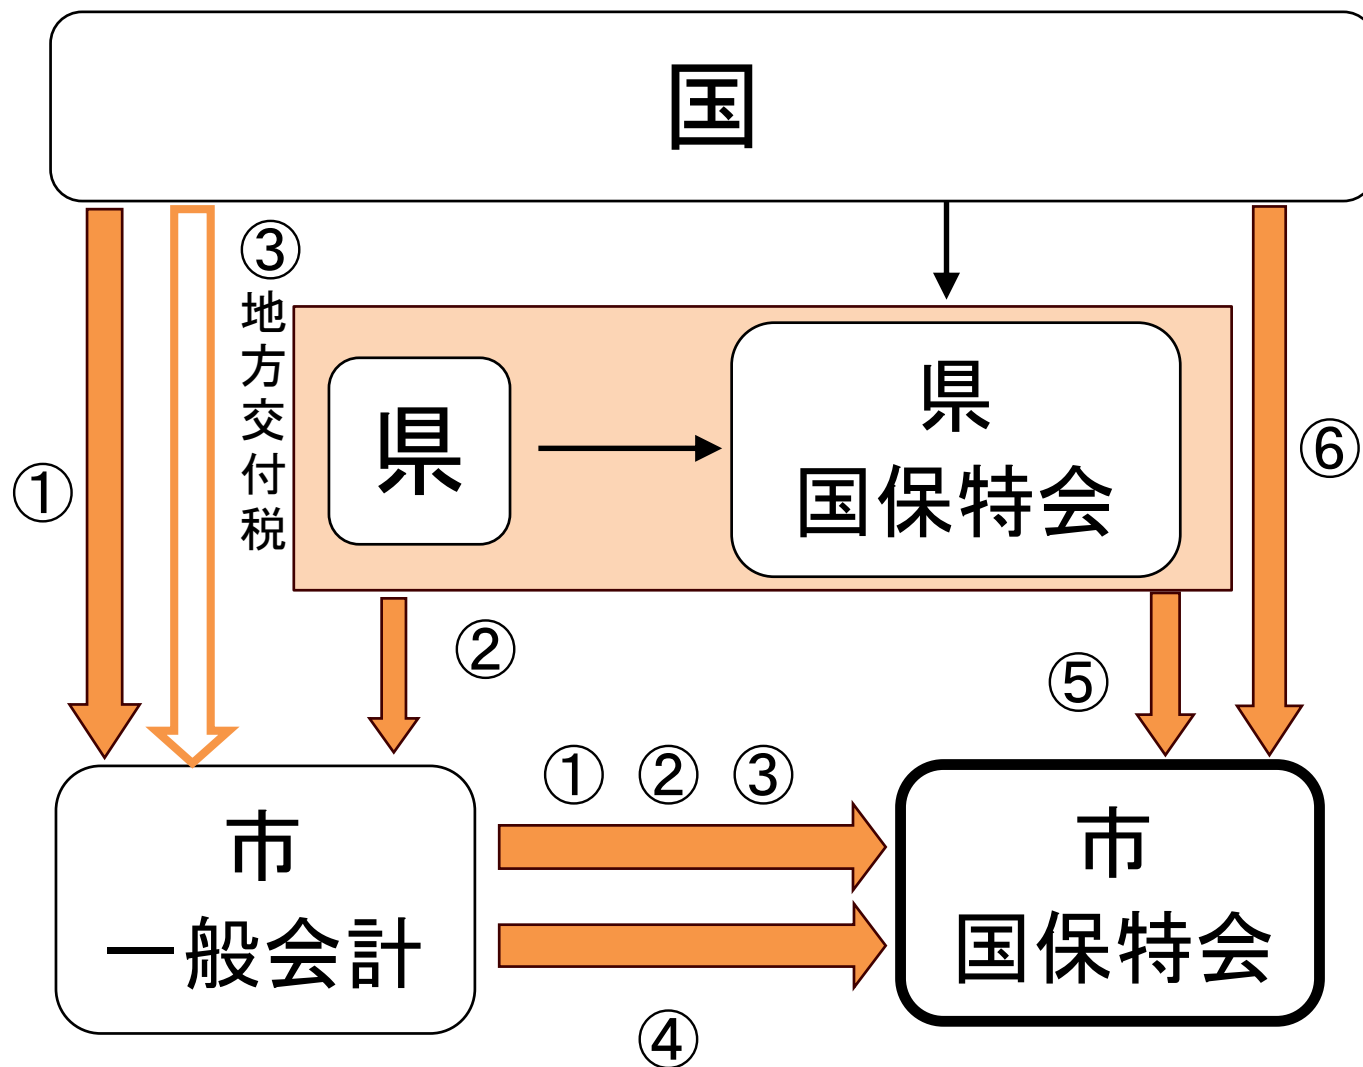 国
③
地方交付税
県
県
国保特会
①
⑥
②
⑤
① ② ③
市
一般会計
市
国保特会
④